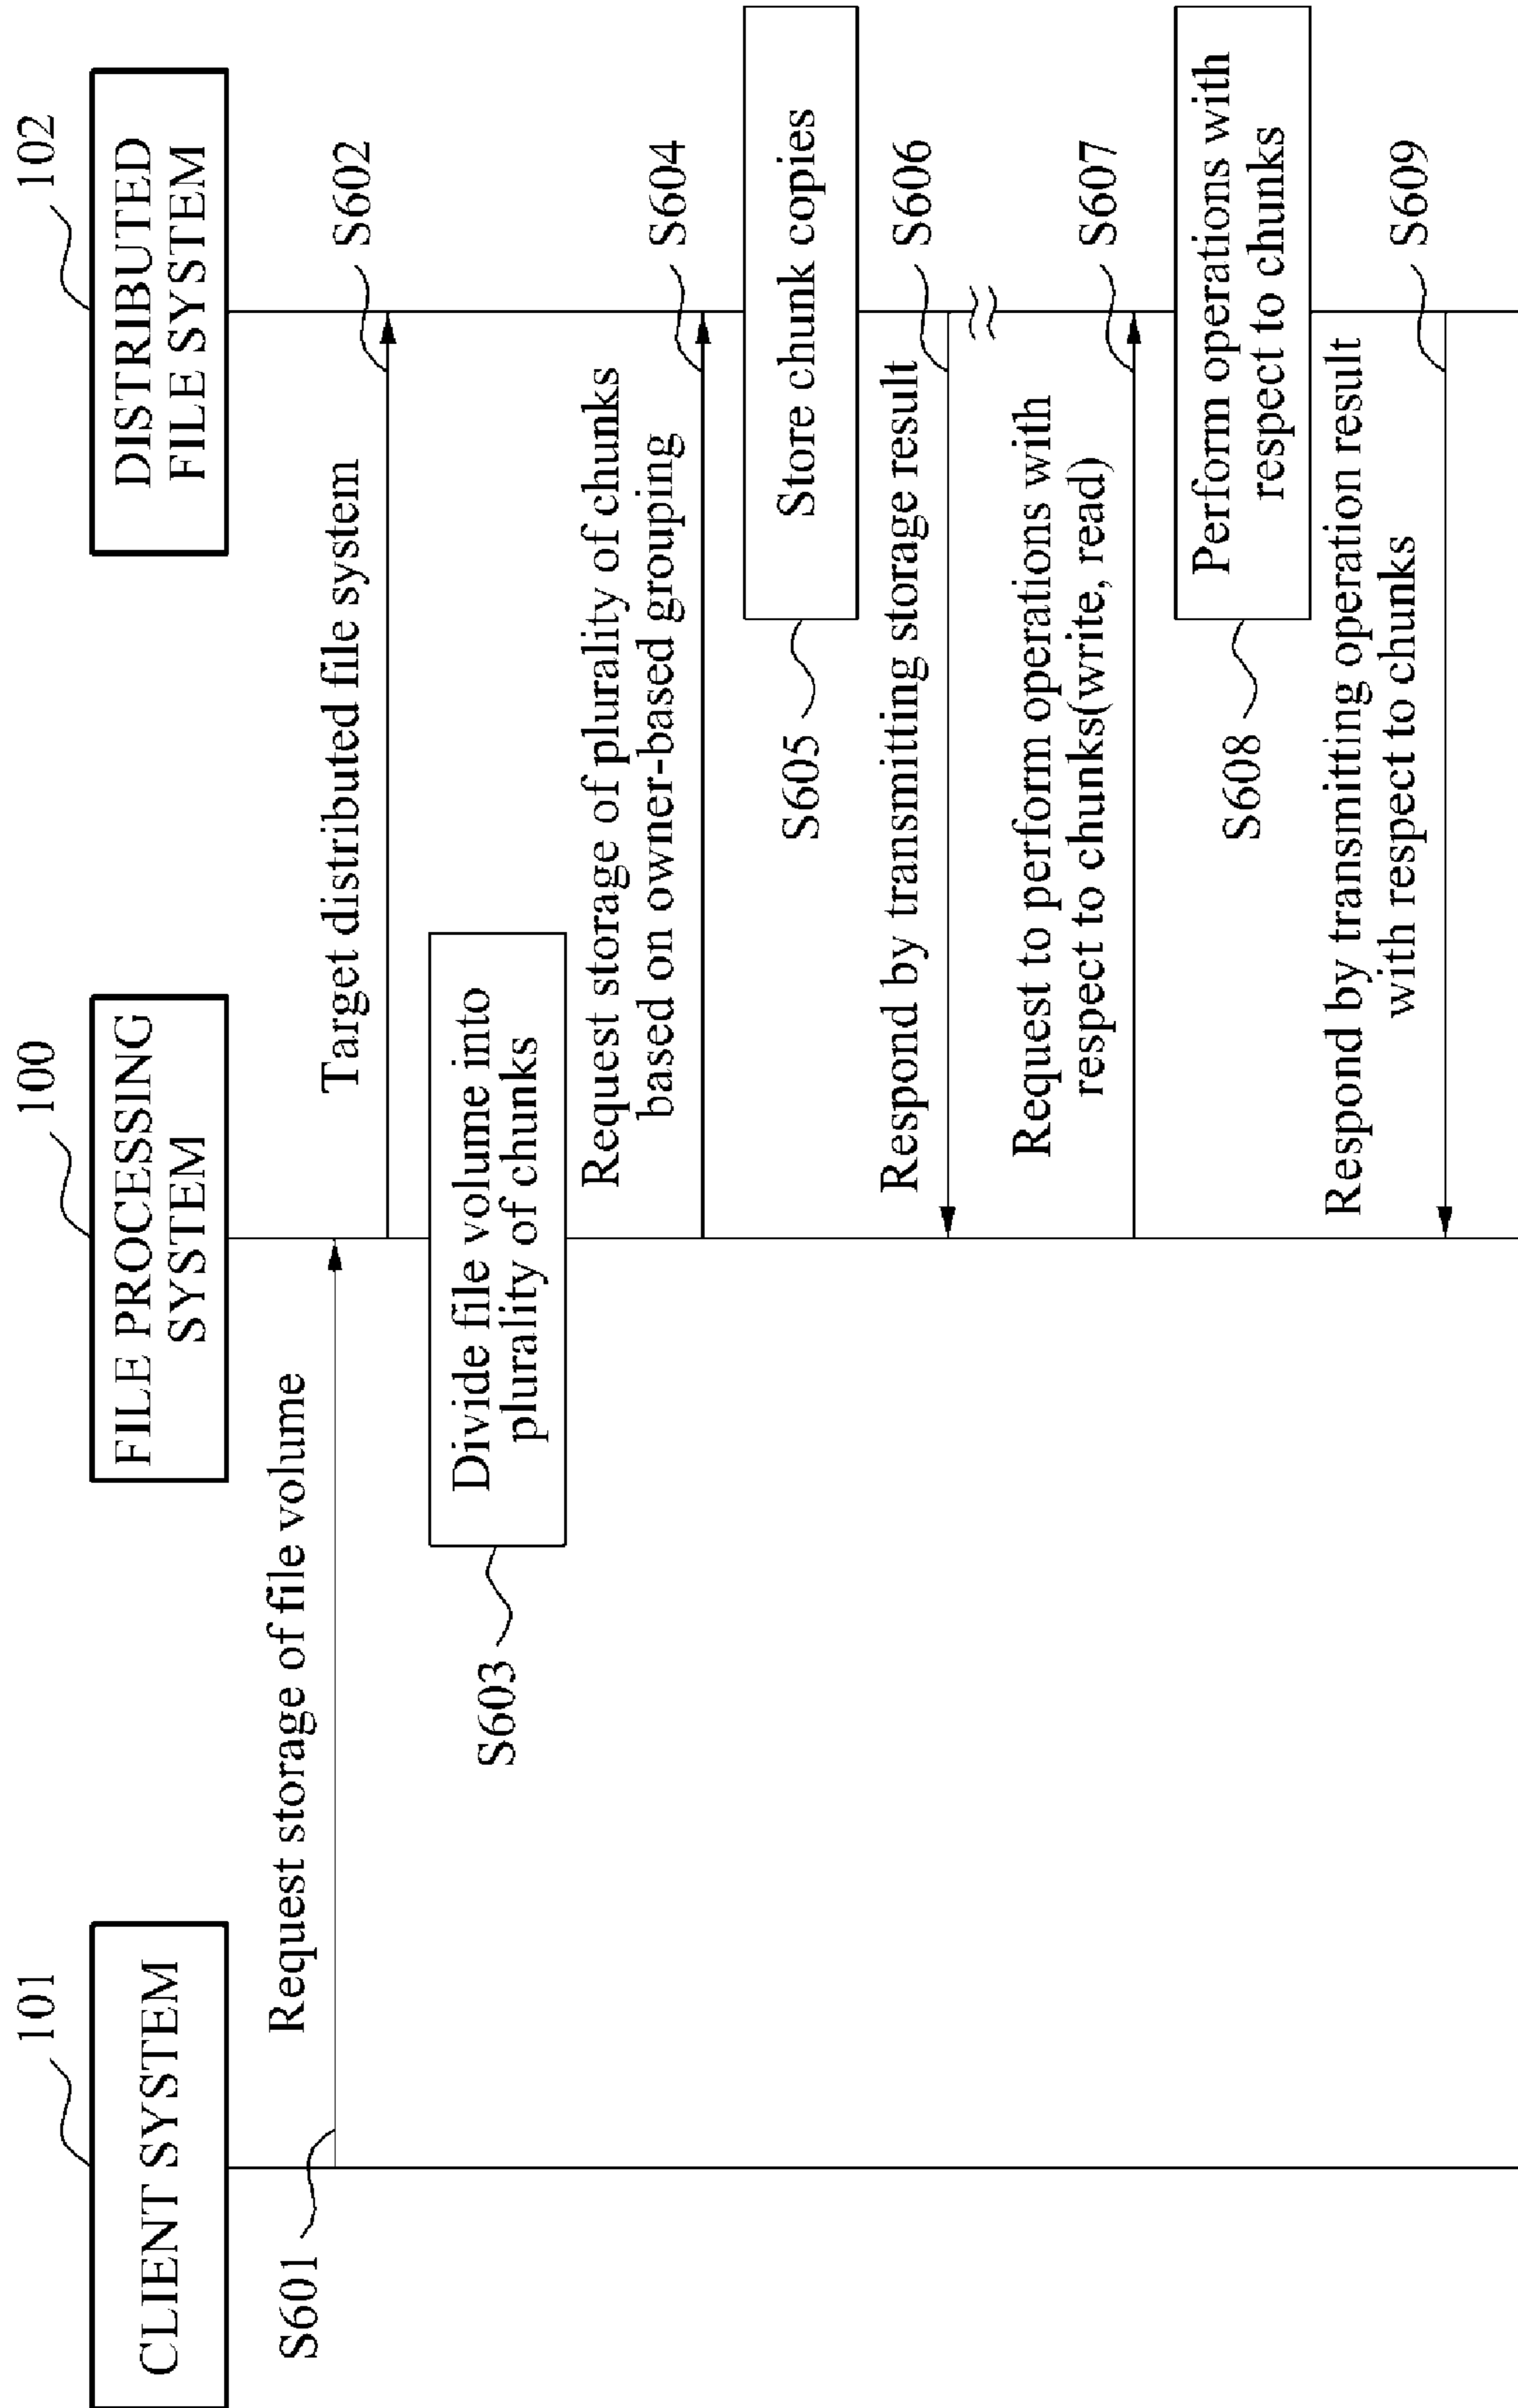 101
CLIENT SYSTEM
100
FILE PROCESSING
SYSTEM
102
DISTRIBUTED
FILE SYSTEM
S601
Request storage of file volume
Target distributed file system
S602
S603
Divide file volume into
plurality of chunks
Request storage of plurality of chunks
based on owner-based grouping
S604
S605
Store chunk copies
Respond by transmitting storage result
S606
Request to perform operations with
respect to chunks(write, read)
S607
S608
Perform operations with
respect to chunks
Respond by transmitting operation result
with respect to chunks
S609